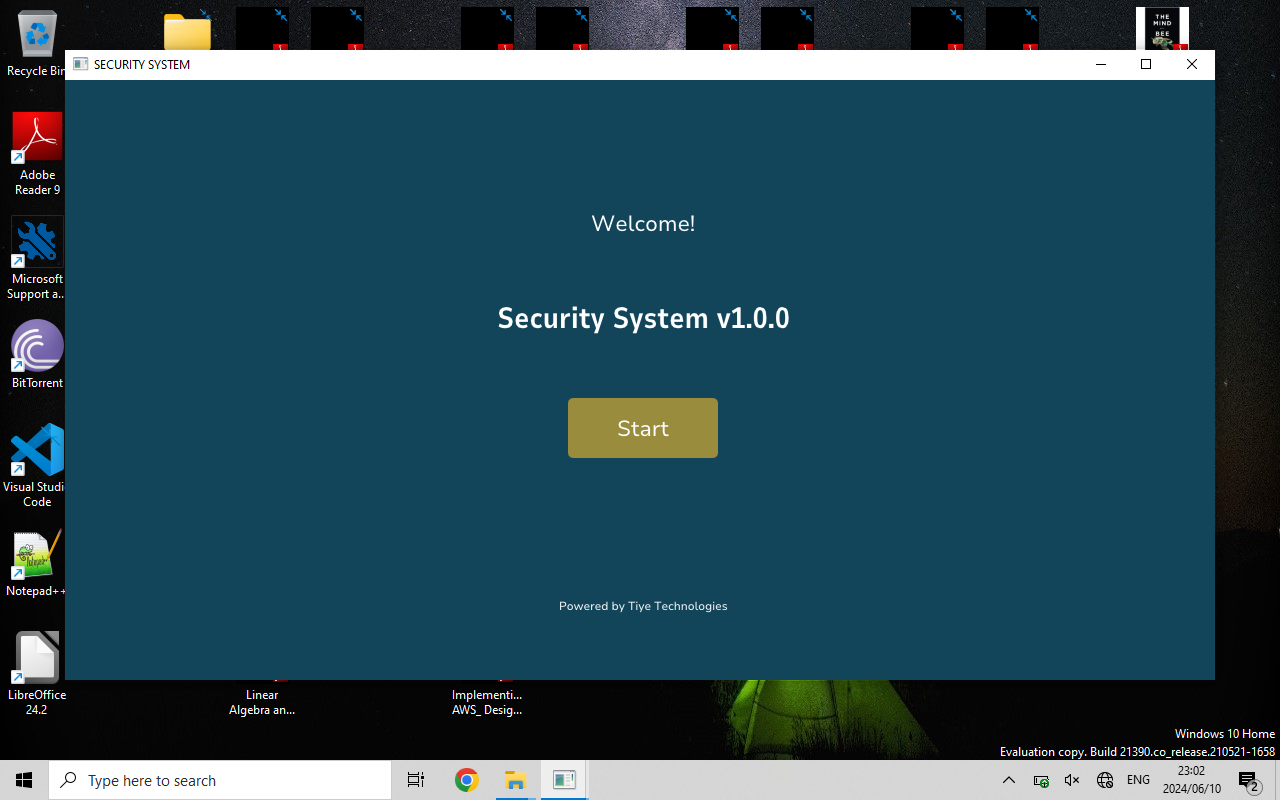 THE
MIND
BEE
Recycle Bin
SECURITY SYSTEM
Adobe
Reader 9
Microsoft
Support a...
BitTorrent
Visual Studi
Code
Notepad++
LibreOffice
24.2
Welcome!
Security System v1.0.0
Start
Powered by Tiye Technologies
Linear
Algebra an...
Implementi...
AWS_ Desig...
Windows 10 Home
Evaluation copy. Build 21390.co_release.210521-1658
Type here to search
ENG
23:02
2024/06/10
2